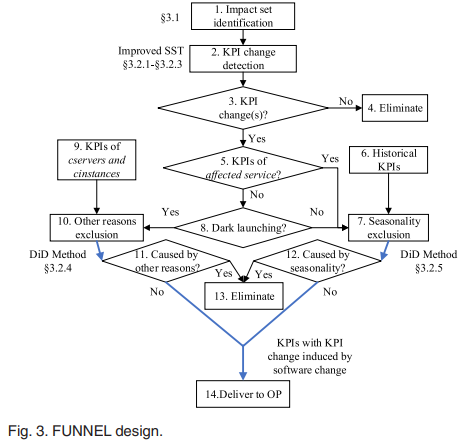 §3.1
1. Impact set
identification
Improved SST
§3.2.1-§3.2.3
2. KPI change
detection
3. KPI
change(s)?
No
4. Eliminate
Yes
9. KPIs of
cservers and
cinstances
5. KPIs of
affected service?
Yes
6. Historical
KPIs
No
10. Other reasons
exclusion
Yes
8. Dark launching?
No
7. Seasonality
exclusion
DiD Method
§3.2.4
11. Caused by
other reasons?
Yes
12. Caused by
seasonality?
Yes
DiD Method
§3.2.5
No
13. Eliminate
No
KPIs with KPI
change induced by
software change
14.Deliver to OP
Fig. 3. FUNNEL design.